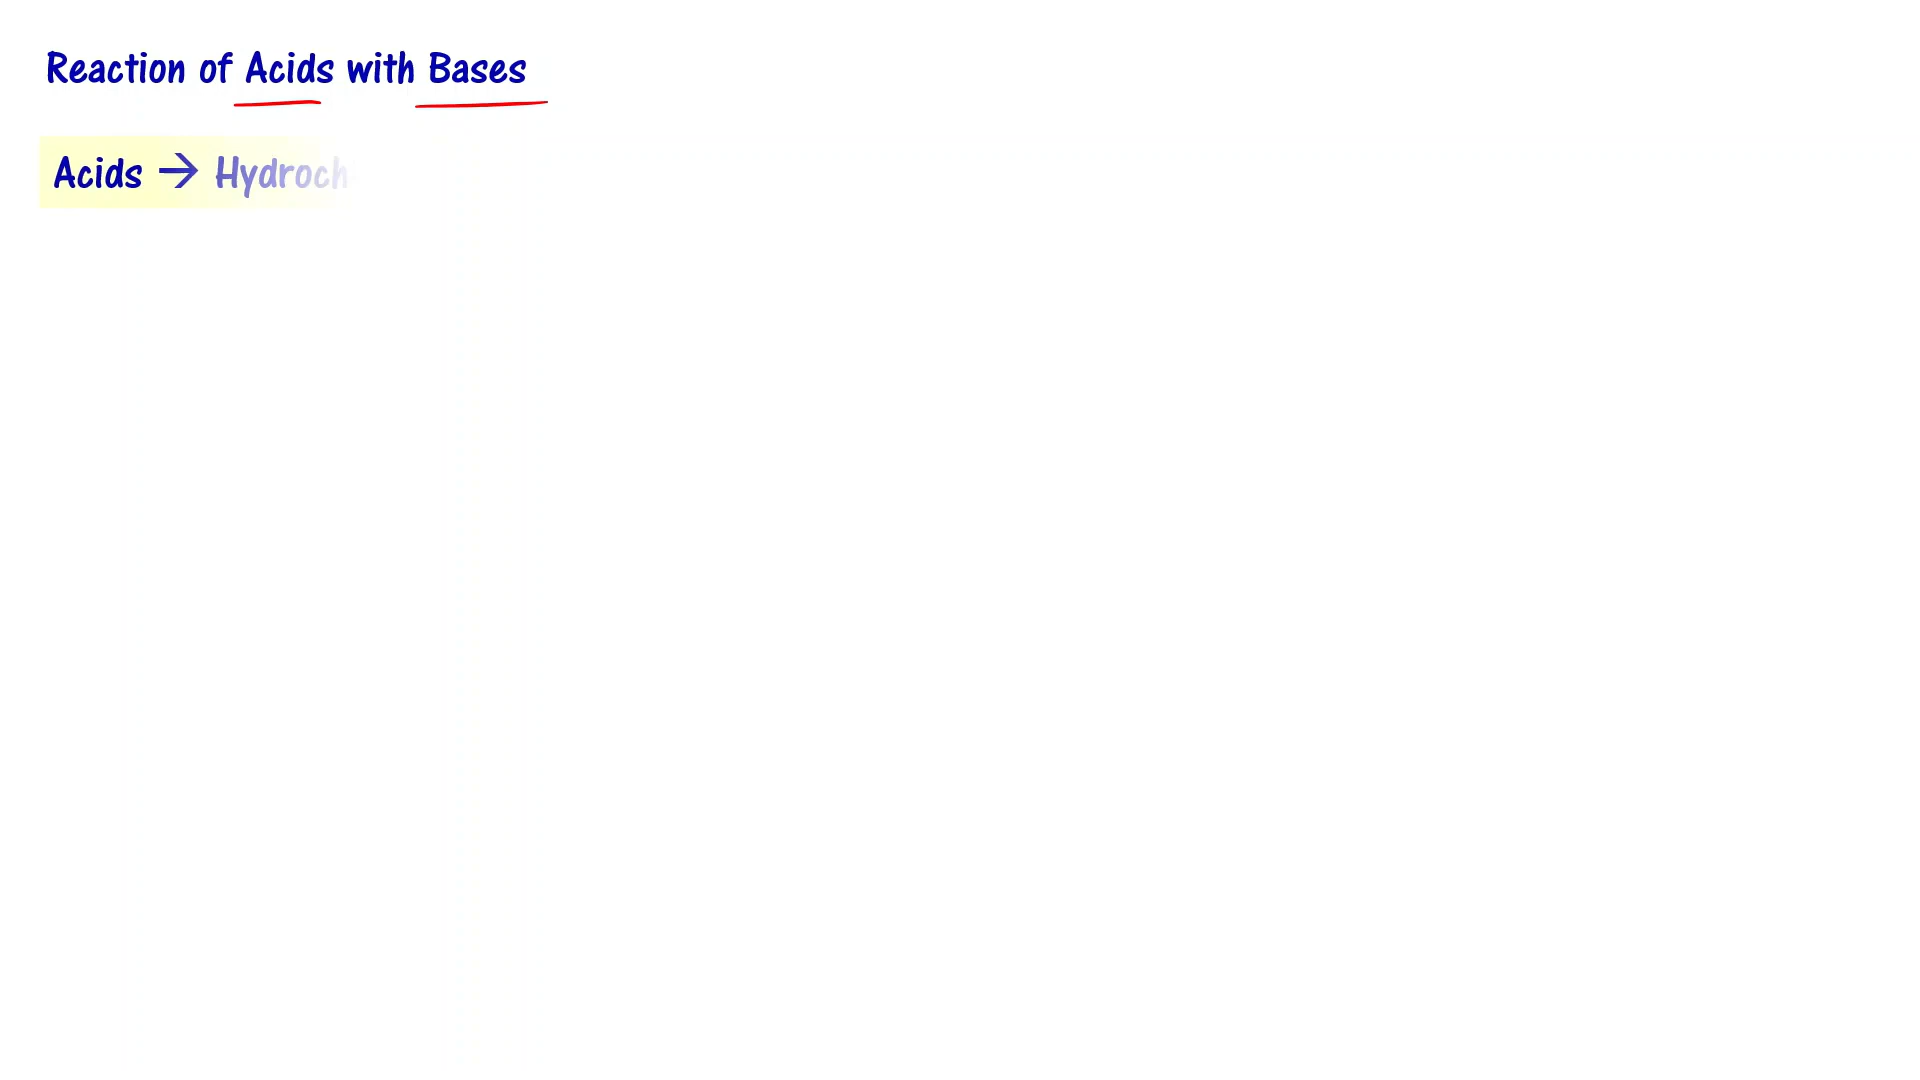 Reaction of Acids with Bases
Acids → Hydroch